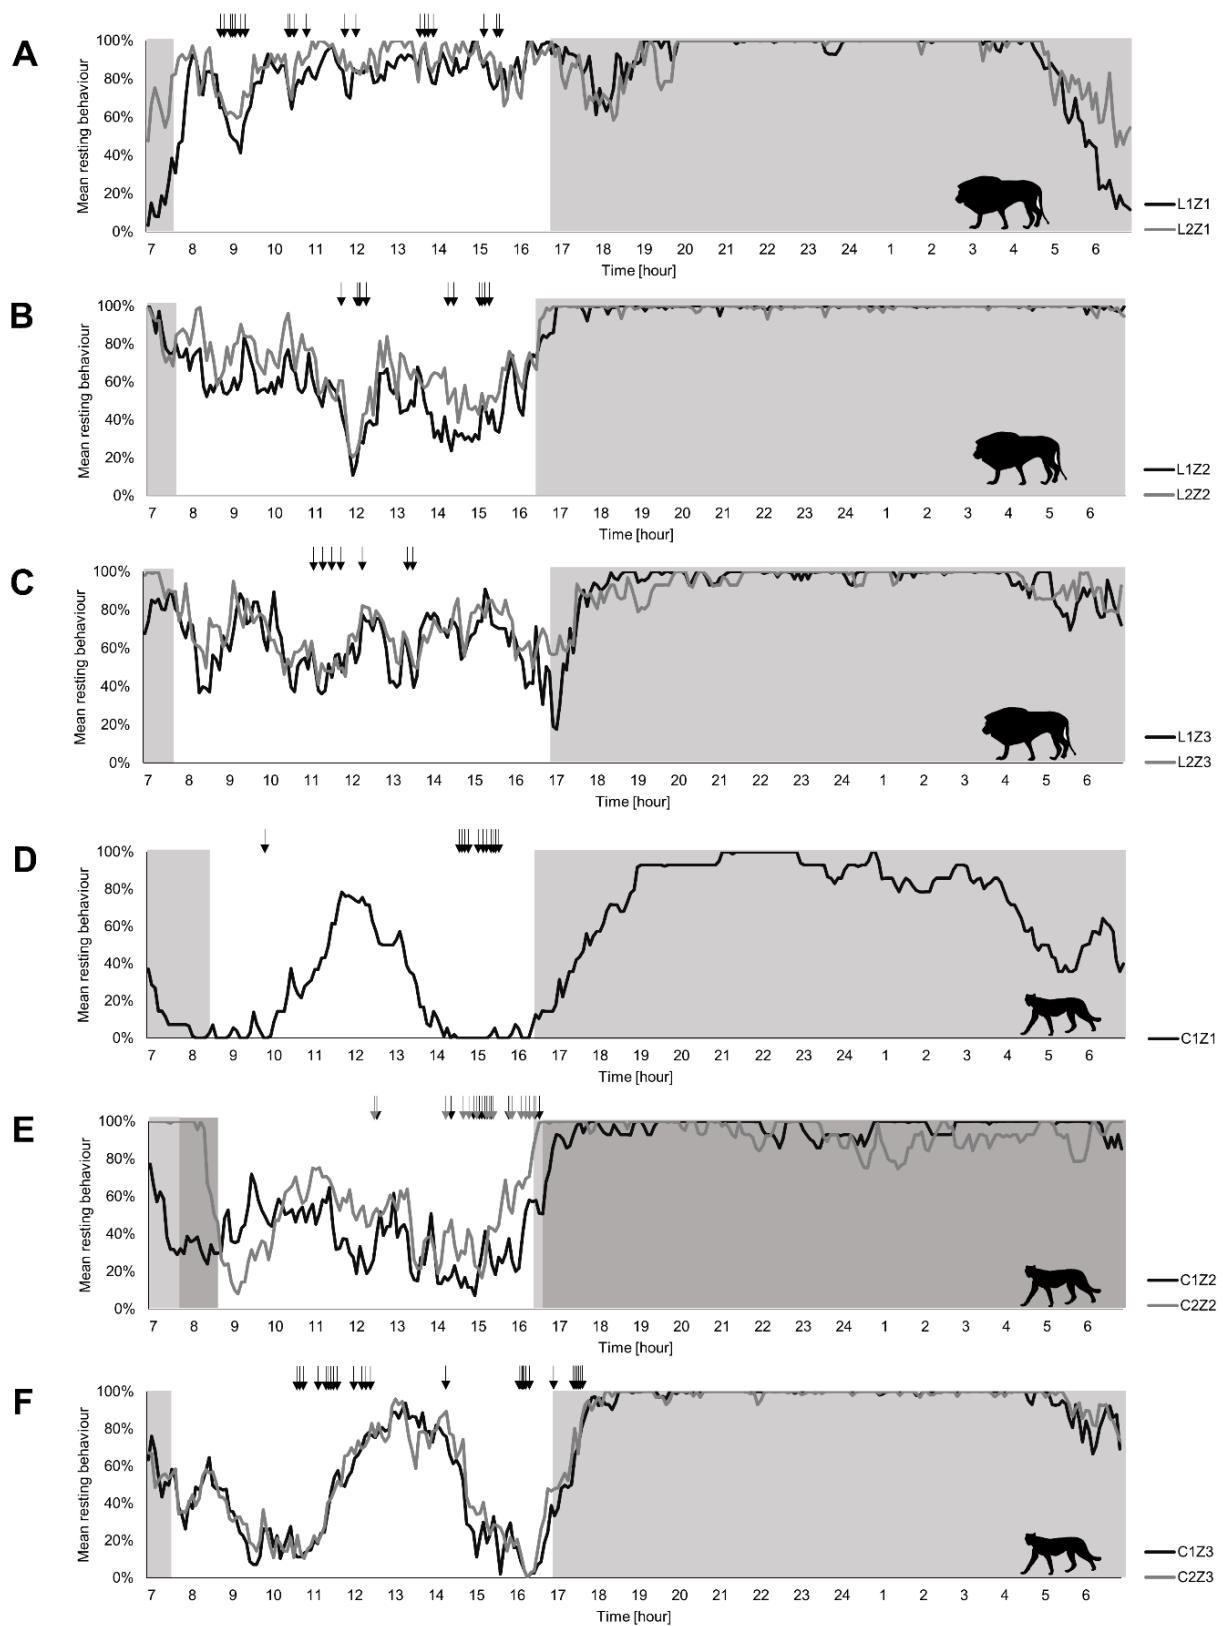 A
Mean resting behaviour
100%
80%
60%
40%
20%
0%
7 8 9 10 11 12 13 14 15 16 17 18 19 20 21 22 23 24 1 2 3 4 5 6
Time [hour]
L1Z1
L2Z1
B
Mean resting behaviour
100%
80%
60%
40%
20%
0%
7 8 9 10 11 12 13 14 15 16 17 18 19 20 21 22 23 24 1 2 3 4 5 6
Time [hour]
L1Z2
L2Z2
C
Mean resting behaviour
100%
80%
60%
40%
20%
0%
7 8 9 10 11 12 13 14 15 16 17 18 19 20 21 22 23 24 1 2 3 4 5 6
Time [hour]
L1Z3
L2Z3
D
Mean resting behaviour
100%
80%
60%
40%
20%
0%
7 8 9 10 11 12 13 14 15 16 17 18 19 20 21 22 23 24 1 2 3 4 5 6
Time [hour]
C1Z1
E
Mean resting behaviour
100%
80%
60%
40%
20%
0%
7 8 9 10 11 12 13 14 15 16 17 18 19 20 21 22 23 24 1 2 3 4 5 6
Time [hour]
C1Z2
C2Z2
F
Mean resting behaviour
100%
80%
60%
40%
20%
0%
7 8 9 10 11 12 13 14 15 16 17 18 19 20 21 22 23 24 1 2 3 4 5 6
Time [hour]
C1Z3
C2Z3